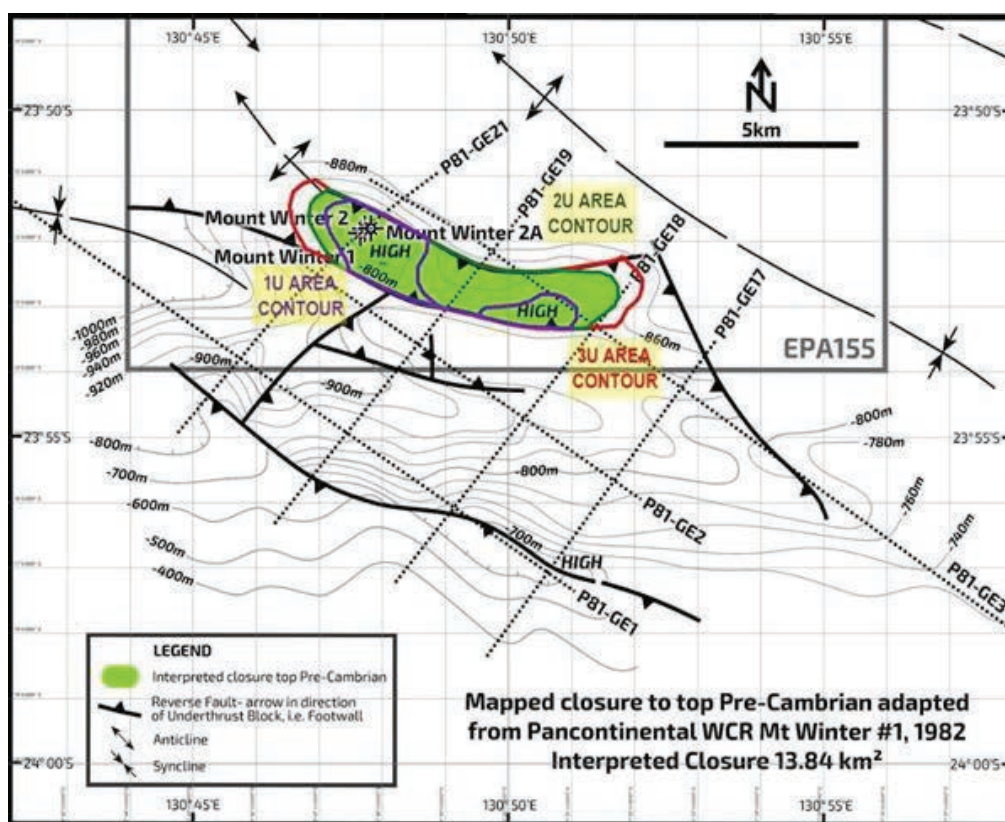 130°45'E
130°50'E
130°55'E
23°50'S
23°50'S
N
5km
P81-GE21
P81-GE19
-880m
2U AREA
CONTOUR
P81-GE18
Mount Winter 2
Mount Winter 2A
HIGH
Mount Winter 1
-800m
1U AREA
CONTOUR
P81-GE17
HIGH
-860m
3U AREA
CONTOUR
EPA155
-1000m
-980m
-960m
-940m
-920m
-900m
-900m
-800m
-780m
23°55'S
23°55'S
-800m
-700m
-800m
-600m
-760m
-740m
P81-GE2
-700m
-500m
-400m
HIGH
P81-GE1
P81-GE3
LEGEND
Interpreted closure top Pre-Cambrian
Reverse Fault- arrow in direction
of Underthrust Block, i.e. Footwall
Anticline
Syncline
Mapped closure to top Pre-Cambrian adapted
from Pancontinental WCR Mt Winter #1, 1982
Interpreted Closure 13.84 km²
24°00'S
24°00'S
130°45'E
130°50'E
130°55'E